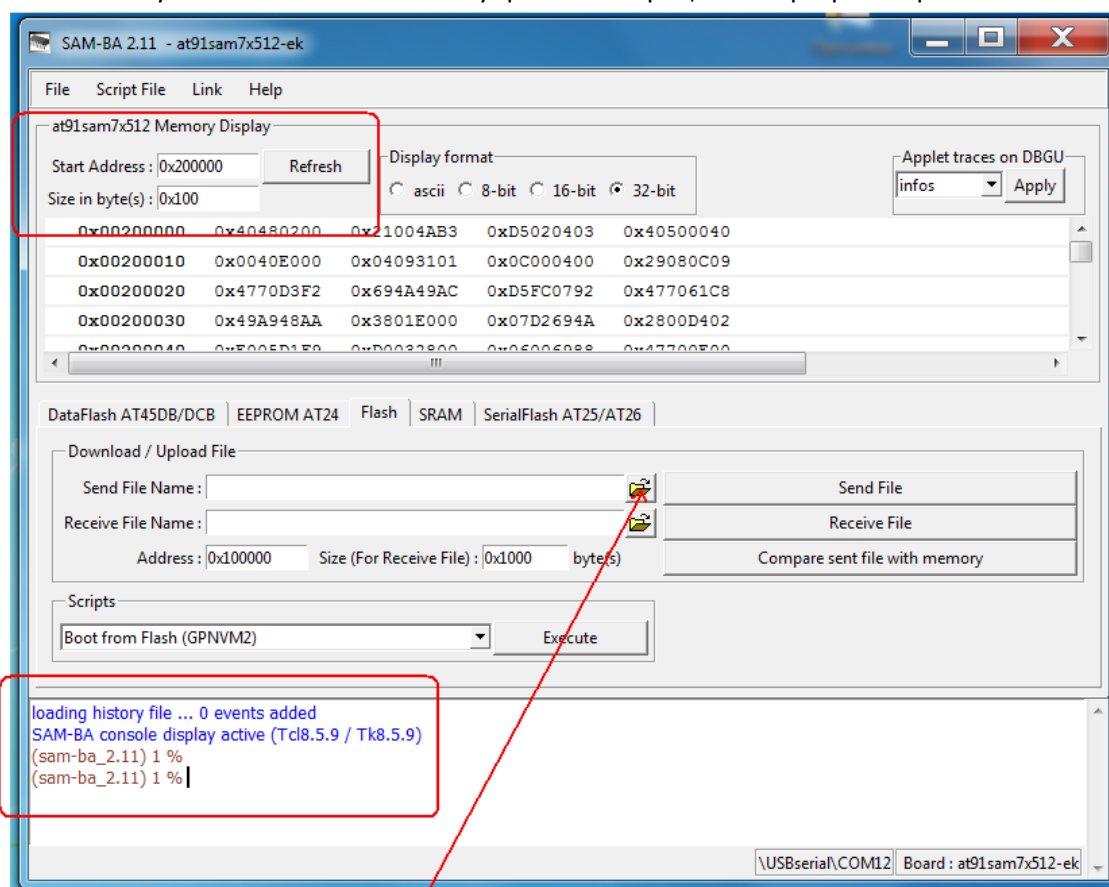 SAM-BA 2.11 - at91sam7x512-ek
File Script File Link Help
at91sam7x512 Memory Display
Start Address : 0x200000 Refresh
Size in byte(s) : 0x100
Display format
ascii 8-bit 16-bit 32-bit
Applet traces on DBGU
infos Apply
0x00200000 0x40480200 0x21004AB3 0xD5020403 0x40500040
0x00200010 0x0040E000 0x04093101 0x0C000400 0x29080C09
0x00200020 0x4770D3F2 0x694A49AC 0xD5FC0792 0x477061C8
0x00200030 0x49A948AA 0x3801E000 0x07D2694A 0x2800D402
DataFlash AT45DB/DCB EEPROM AT24 Flash SRAM SerialFlash AT25/AT26
Download / Upload File
Send File Name : Send File
Receive File Name : Receive File
Address : 0x100000 Size (For Receive File) : 0x1000 byte(s) Compare sent file with memory
Scripts
Boot from Flash (GPNVM2) Execute
loading history file ... 0 events added
SAM-BA console display active (Tcl8.5.9 / Tk8.5.9)
(sam-ba_2.11) 1 %
(sam-ba_2.11) 1 %
\USBserial\COM12 Board : at91sam7x512-ek